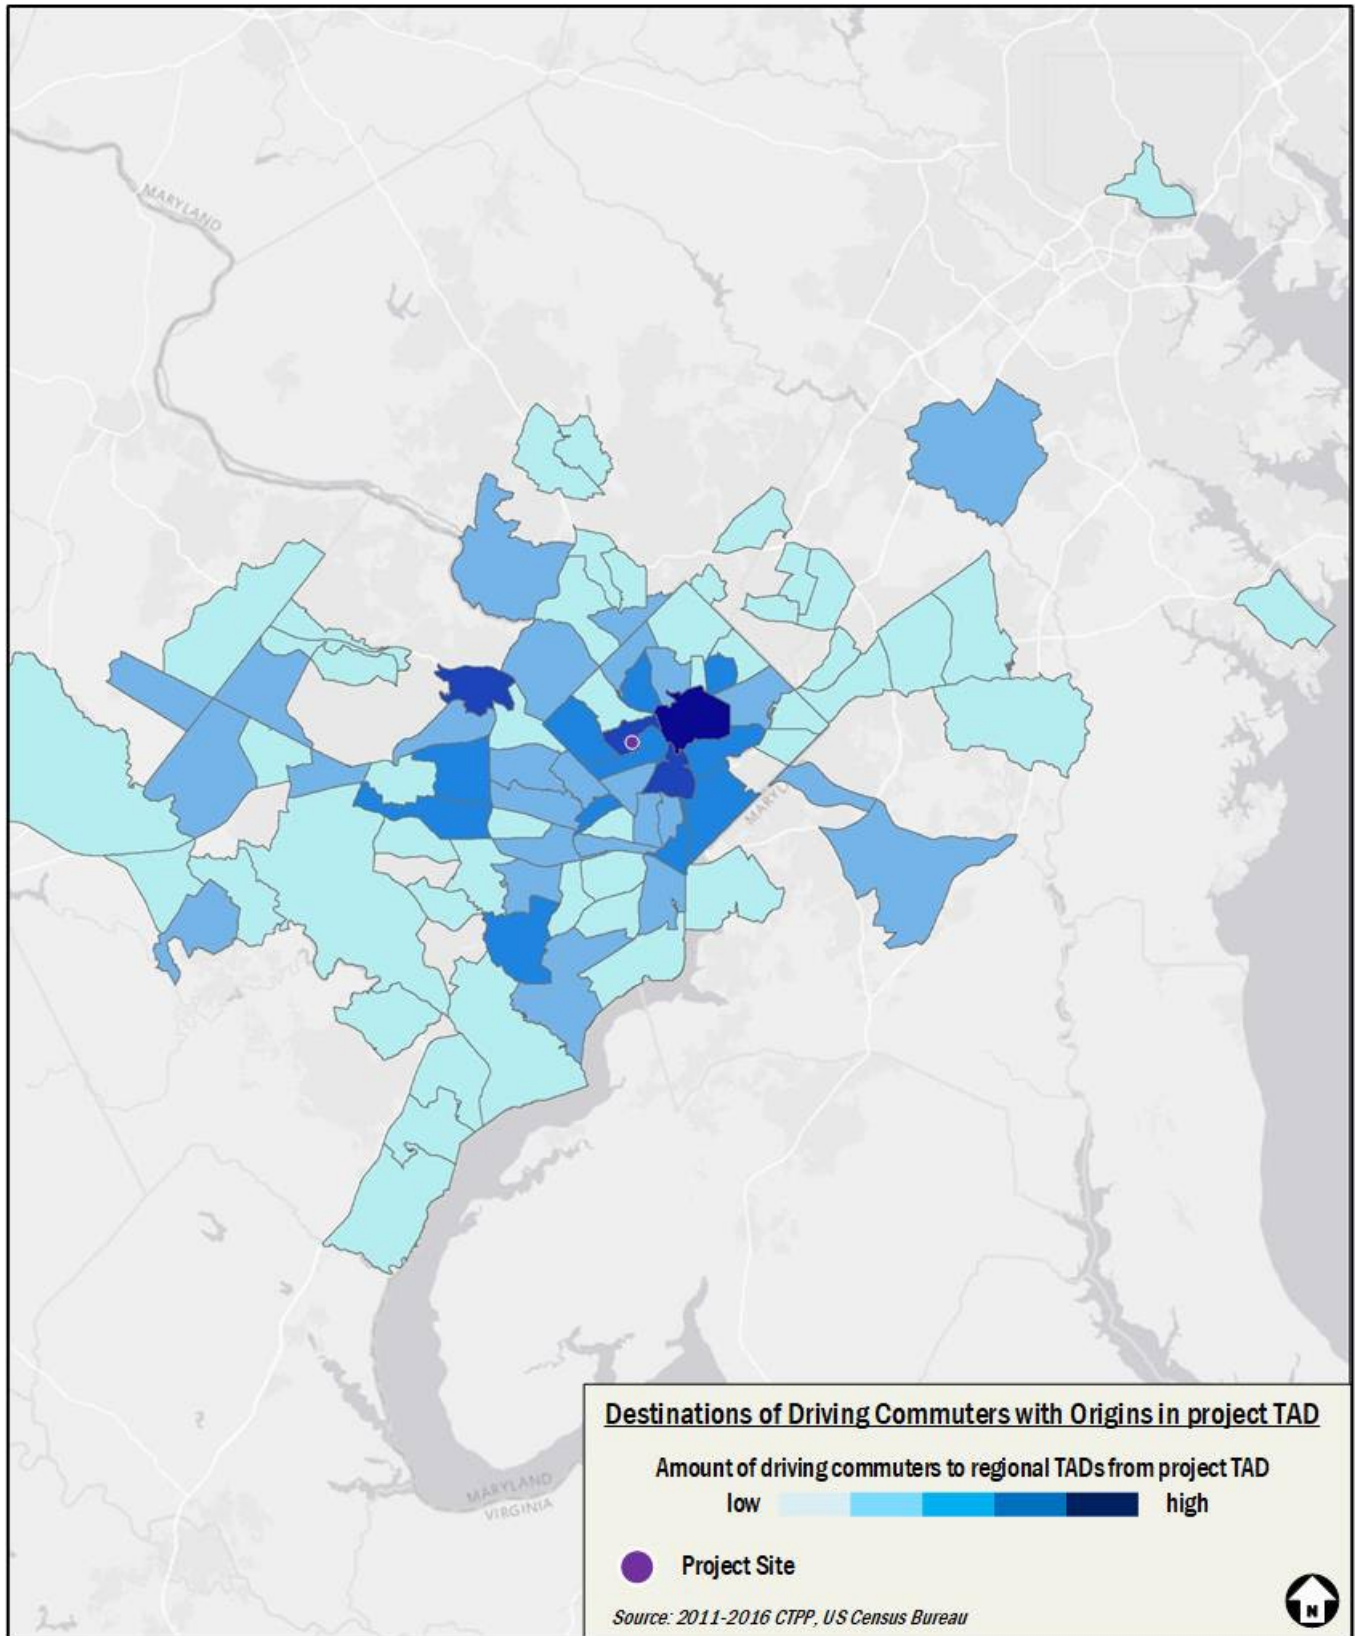 MARYLAND
MARYL
Destinations of Driving Commuters with Origins in project TAD
Amount of driving commuters to regional TADs from project TAD
low high
MARYLAND
VIRGINIA
Project Site
Source: 2011-2016 CTPP, US Census Bureau
N